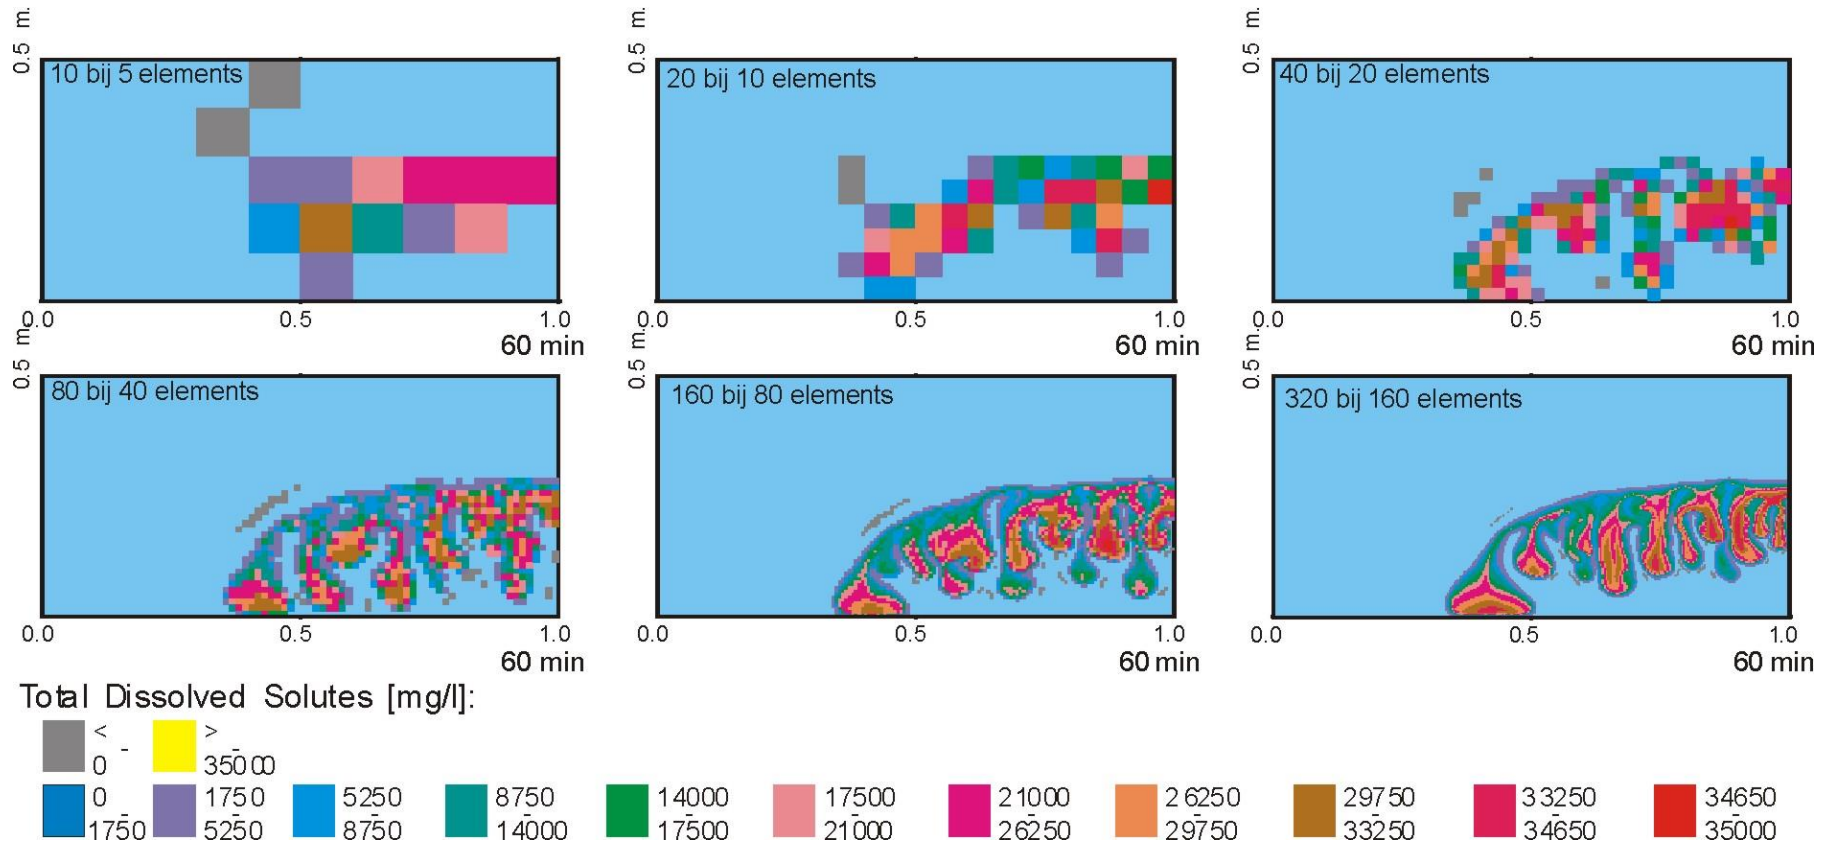 0.5 m.
10 bij 5 elements
0.0 0.5 1.0
60 min
0.5 m.
20 bij 10 elements
0.0 0.5 1.0
60 min
0.5 m.
40 bij 20 elements
0.0 0.5 1.0
60 min
0.5 m.
80 bij 40 elements
0.0 0.5 1.0
60 min
0.5 m.
160 bij 80 elements
0.0 0.5 1.0
60 min
0.5 m.
320 bij 160 elements
0.0 0.5 1.0
60 min
Total Dissolved Solutes [mg/l]:
< - 0
> - 35000
0 - 1750
1750 - 5250
5250 - 8750
8750 - 14000
14000 - 17500
17500 - 21000
21000 - 26250
26250 - 29750
29750 - 33250
33250 - 34650
34650 - 35000